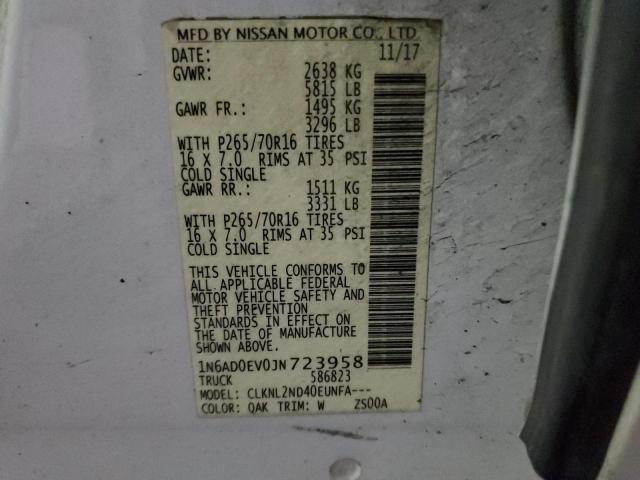 MFD BY NISSAN MOTOR CO., LTD
DATE: 11/17
GVWR: 2638 KG
5815 LB
GAWR FR.: 1495 KG
3296 LB
WITH P265/70R16 TIRES
16 X 7.0 RIMS AT 35 PSI
COLD SINGLE
GAWR RR.: 1511 KG
3331 LB
WITH P265/70R16 TIRES
16 X 7.0 RIMS AT 35 PSI
COLD SINGLE
THIS VEHICLE CONFORMS TO
ALL APPLICABLE FEDERAL
MOTOR VEHICLE SAFETY AND
THEFT PREVENTION
STANDARDS IN EFFECT ON
THE DATE OF MANUFACTURE
SHOWN ABOVE.
1N6AD0EV0JN723958
TRUCK 586823
MODEL: CLKNL2ND40EUNFA---
COLOR: QAK TRIM: W ZS00A